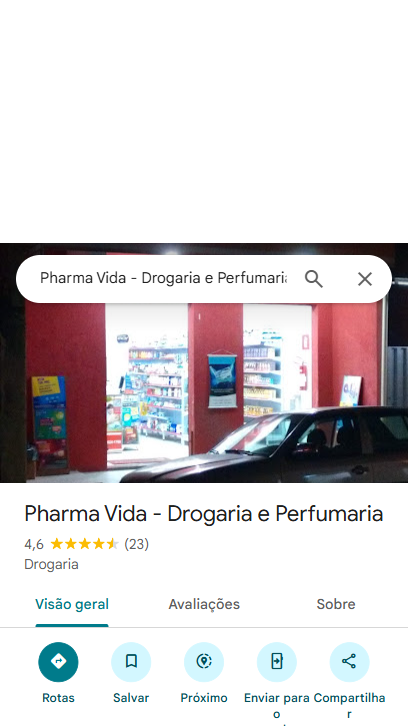 Pharma Vida - Drogaria e Perfumari
Pharma Vida - Drogaria e Perfumaria
4,6 (23)
Drogaria
Visão geral Avaliações Sobre
Rotas Salvar Próximo Enviar para o Compartilhar